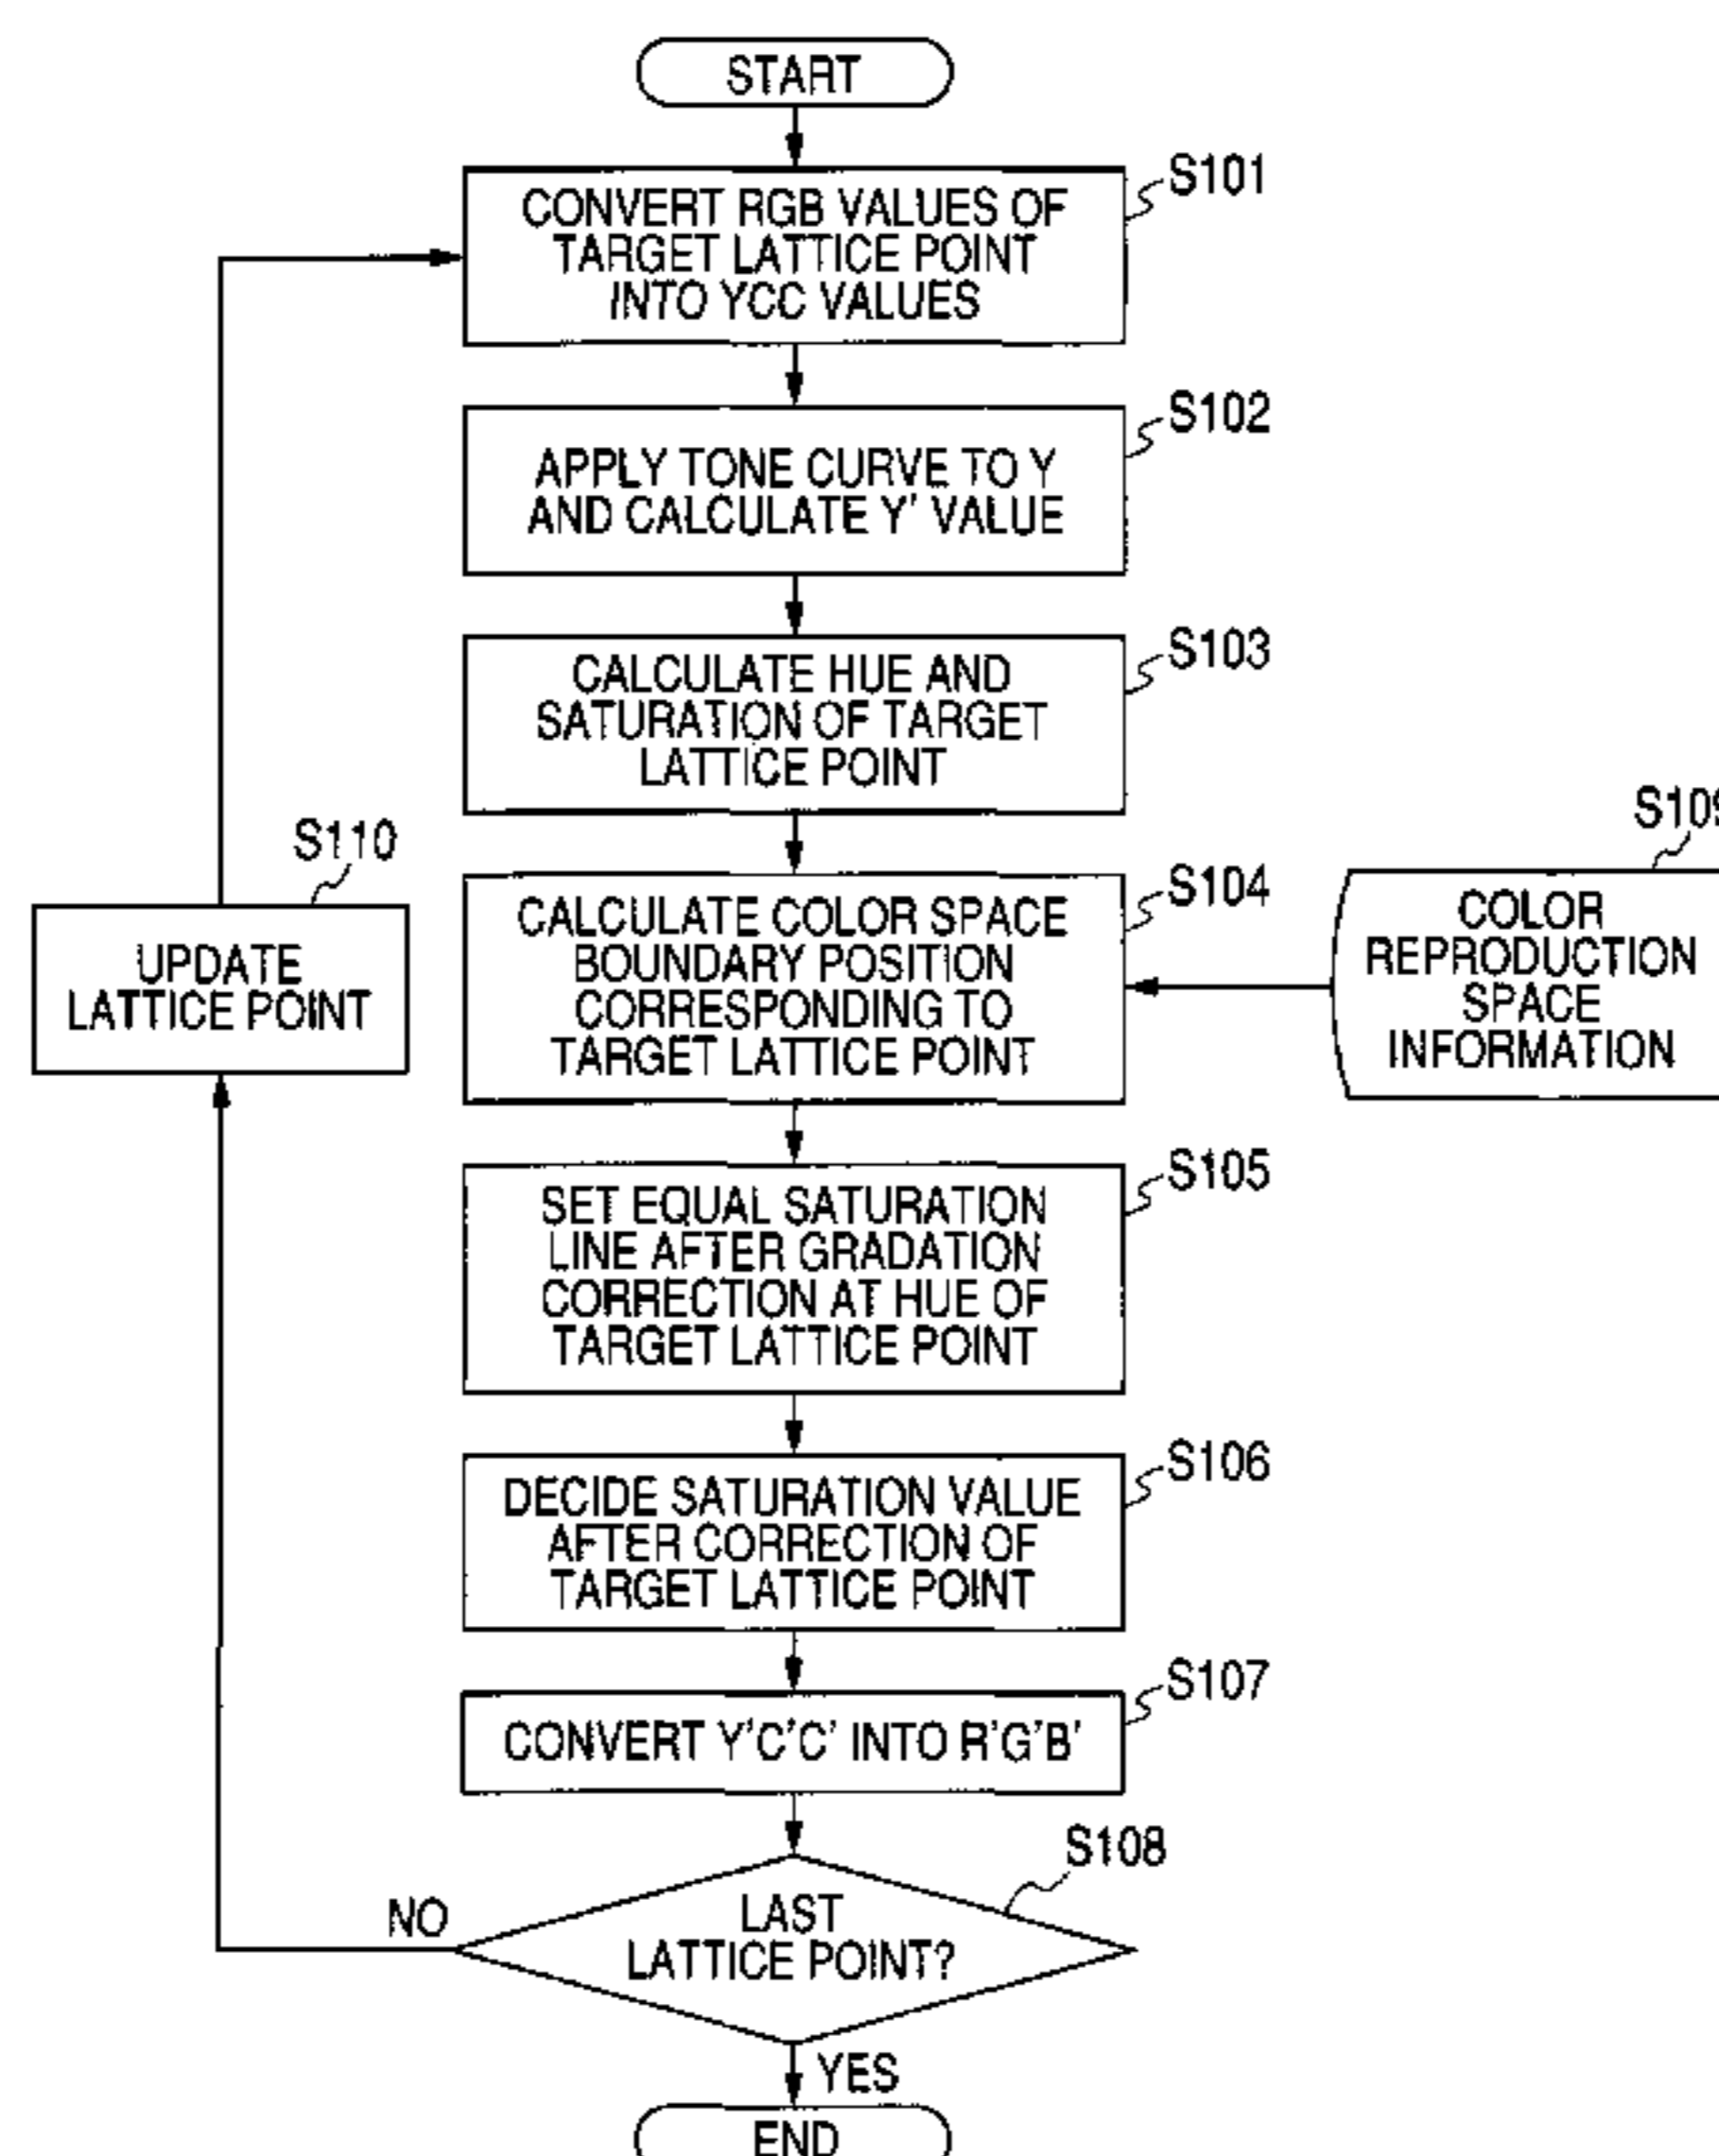 START
S101
CONVERT RGB VALUES OF
TARGET LATTICE POINT
INTO YCC VALUES
S102
APPLY TONE CURVE TO Y
AND CALCULATE Y' VALUE
S103
CALCULATE HUE AND
SATURATION OF TARGET
LATTICE POINT
S109
COLOR
REPRODUCTION
SPACE
INFORMATION
S104
CALCULATE COLOR SPACE
BOUNDARY POSITION
CORRESPONDING TO
TARGET LATTICE POINT
S110
UPDATE
LATTICE POINT
S105
SET EQUAL SATURATION
LINE AFTER GRADATION
CORRECTION AT HUE OF
TARGET LATTICE POINT
S106
DECIDE SATURATION VALUE
AFTER CORRECTION OF
TARGET LATTICE POINT
S107
CONVERT Y'C'C' INTO R'G'B'
S108
LAST
LATTICE POINT?
NO
YES
END